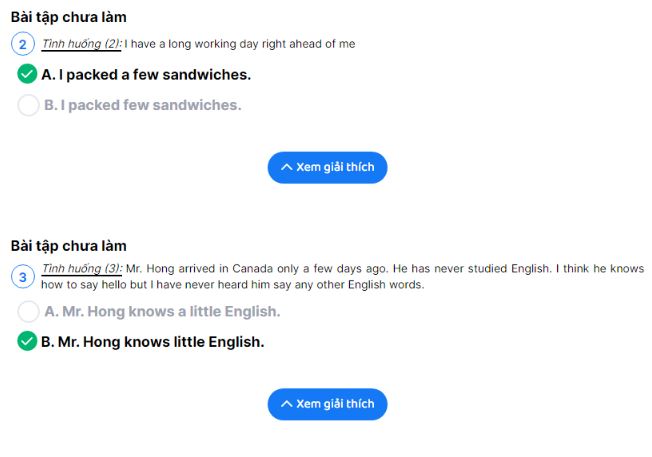 Bài tập chưa làm
2 Tình huống (2): I have a long working day right ahead of me
A. I packed a few sandwiches.
B. I packed few sandwiches.
Xem giải thích
Bài tập chưa làm
3 Tình huống (3): Mr. Hong arrived in Canada only a few days ago. He has never studied English. I think he knows
how to say hello but I have never heard him say any other English words.
A. Mr. Hong knows a little English.
B. Mr. Hong knows little English.
Xem giải thích